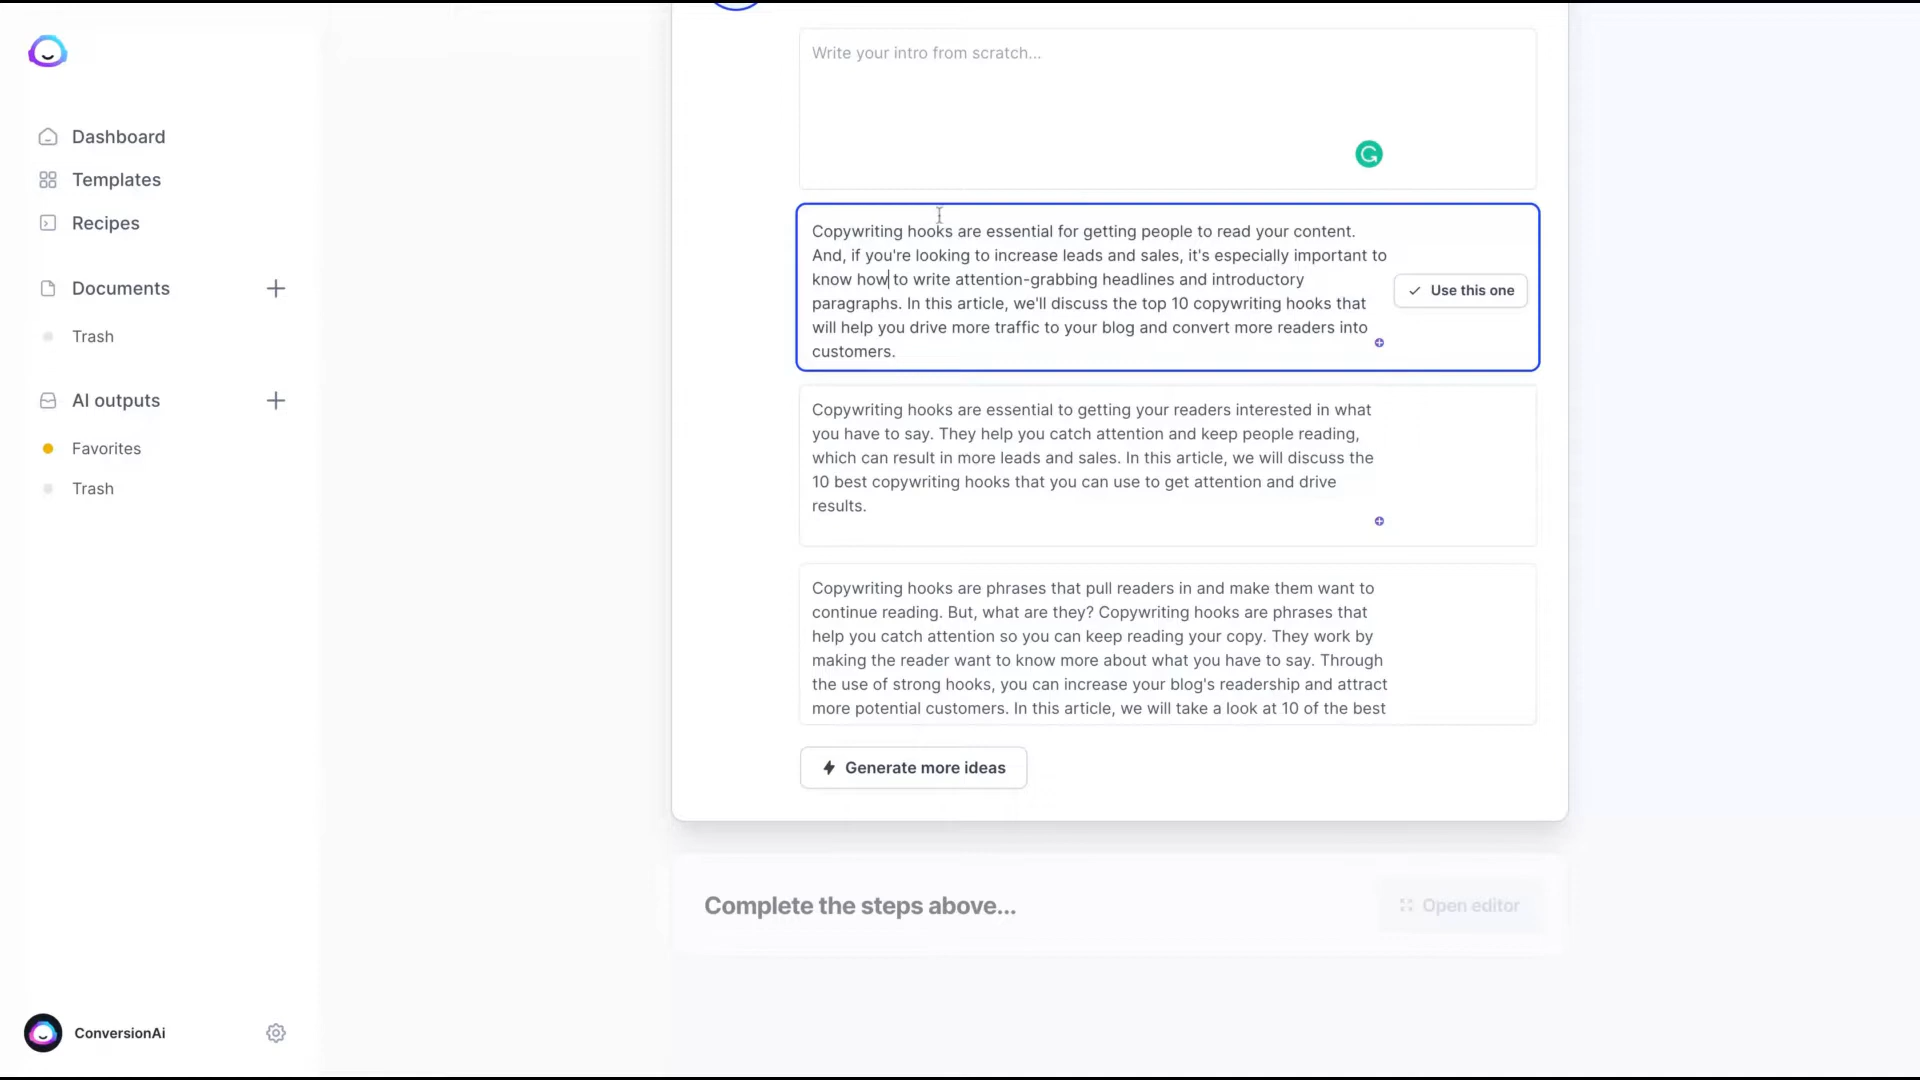 Dashboard
Templates
Recipes
Documents
Trash
AI outputs
Favorites
Trash
ConversionAi
Write your intro from scratch...
Copywriting hooks are essential for getting people to read your content.
And, if you're looking to increase leads and sales, it's especially important to
know how to write attention-grabbing headlines and introductory
paragraphs. In this article, we'll discuss the top 10 copywriting hooks that
will help you drive more traffic to your blog and convert more readers into
customers.
Use this one
Copywriting hooks are essential to getting your readers interested in what
you have to say. They help you catch attention and keep people reading,
which can result in more leads and sales. In this article, we will discuss the
10 best copywriting hooks that you can use to get attention and drive
results.
Copywriting hooks are phrases that pull readers in and make them want to
continue reading. But, what are they? Copywriting hooks are phrases that
help you catch attention so you can keep reading your copy. They work by
making the reader want to know more about what you have to say. Through
the use of strong hooks, you can increase your blog's readership and attract
more potential customers. In this article, we will take a look at 10 of the best
Generate more ideas
Complete the steps above...
Open editor